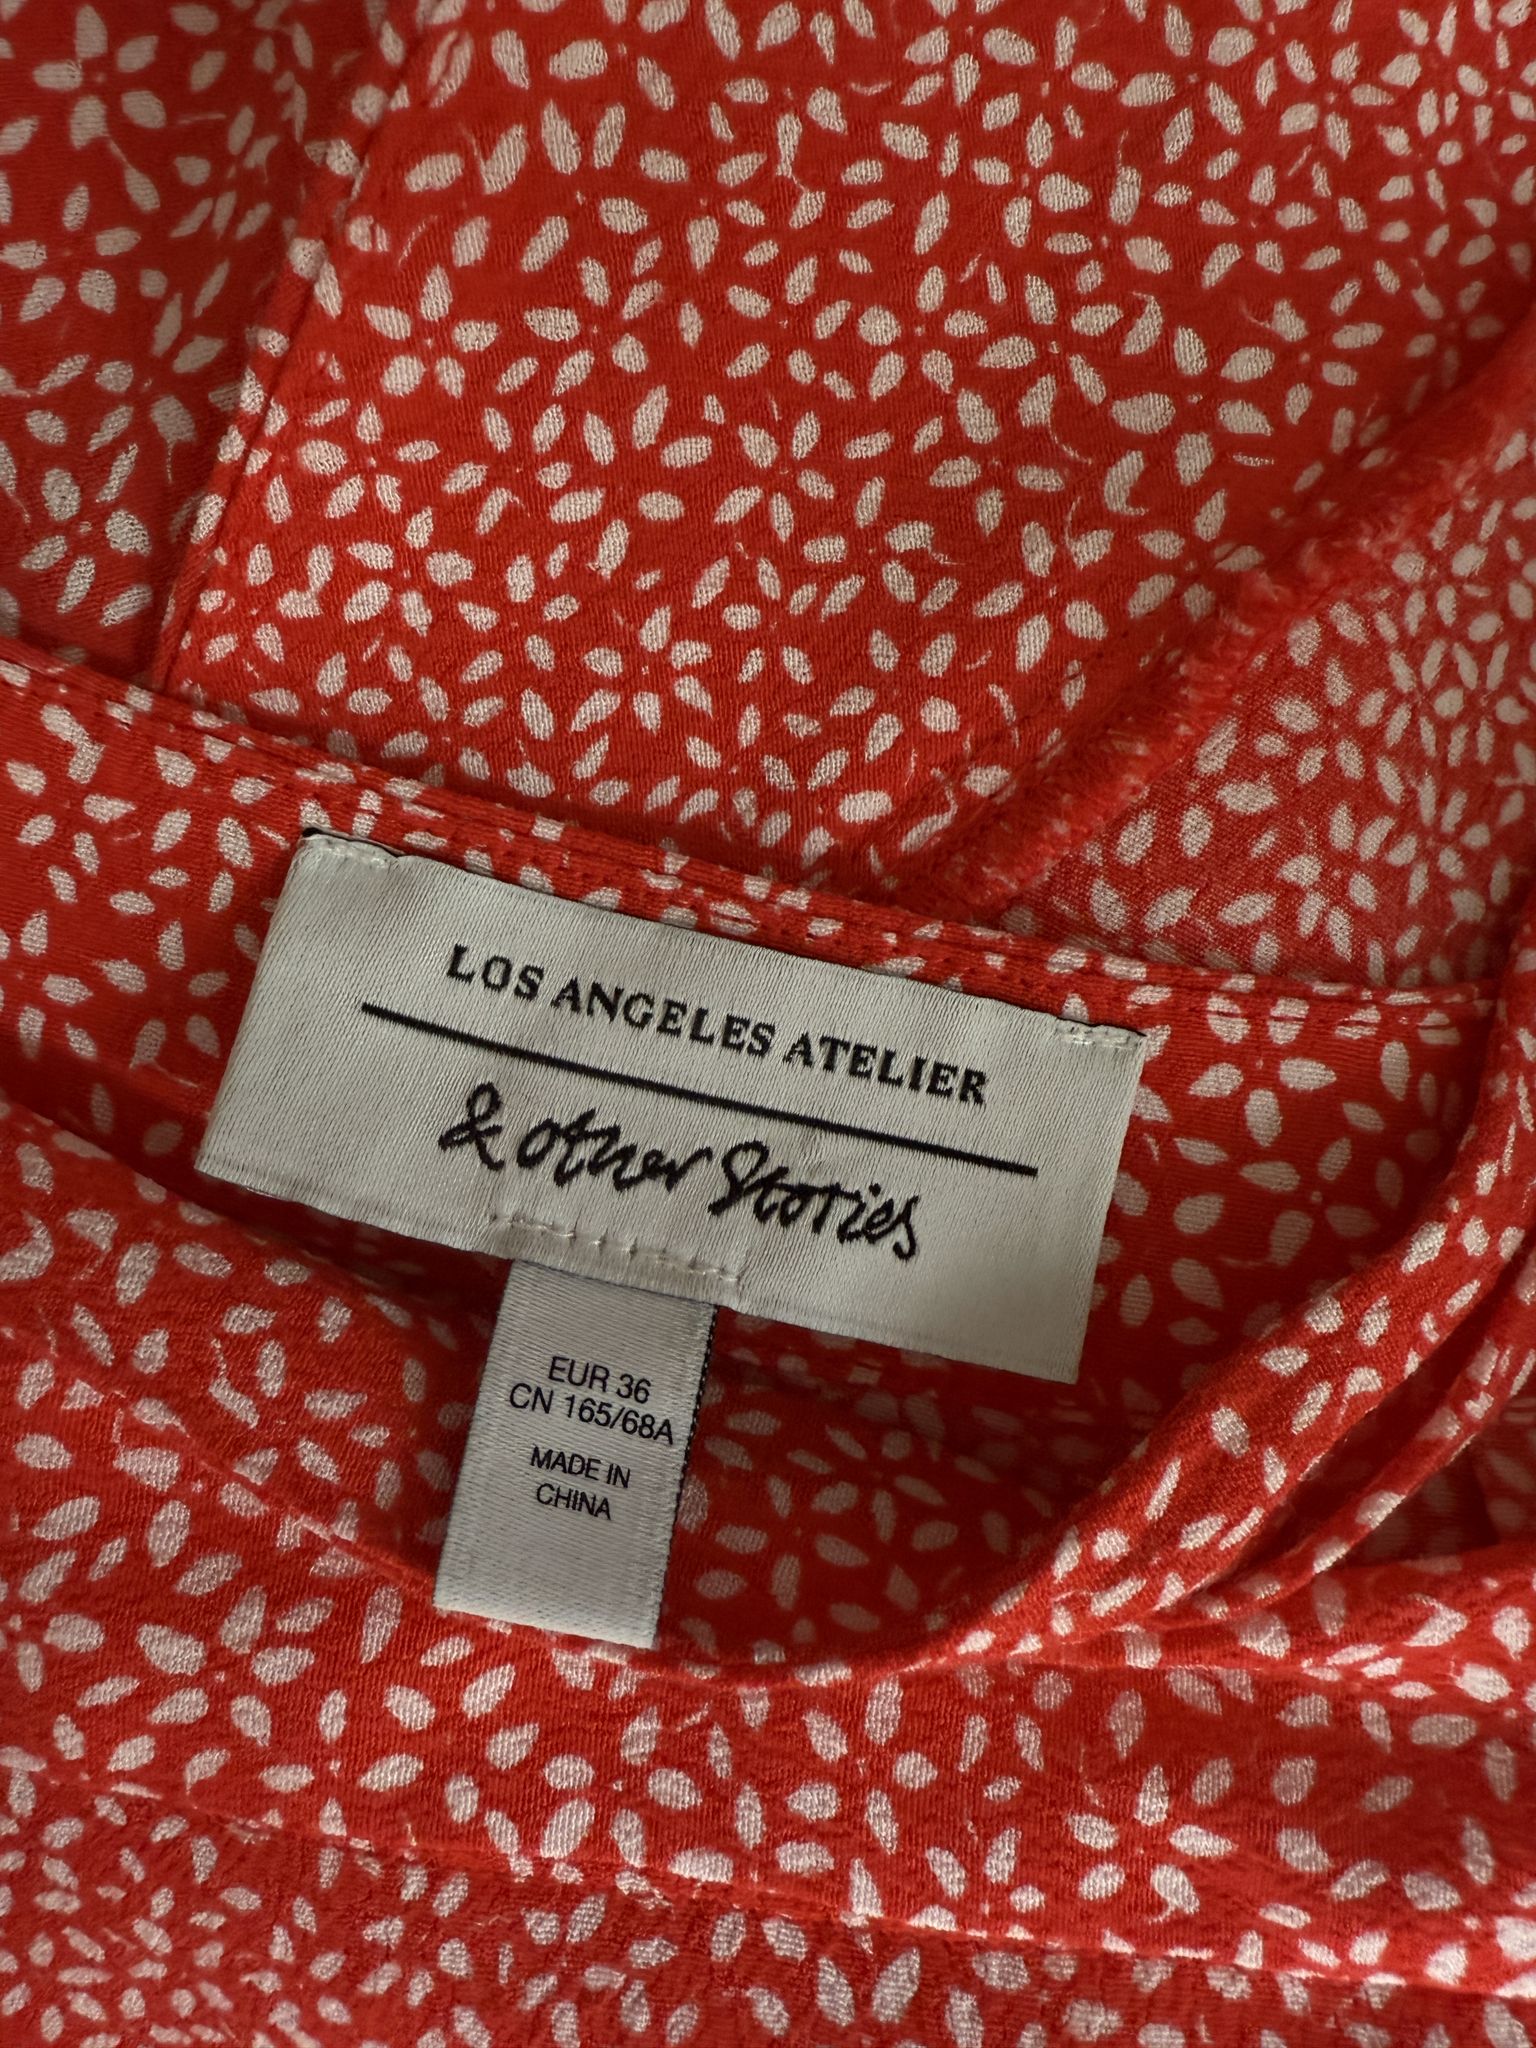 LOS ANGELES ATELIER
& other Stories
EUR 36
CN 165/68A
MADE IN
CHINA